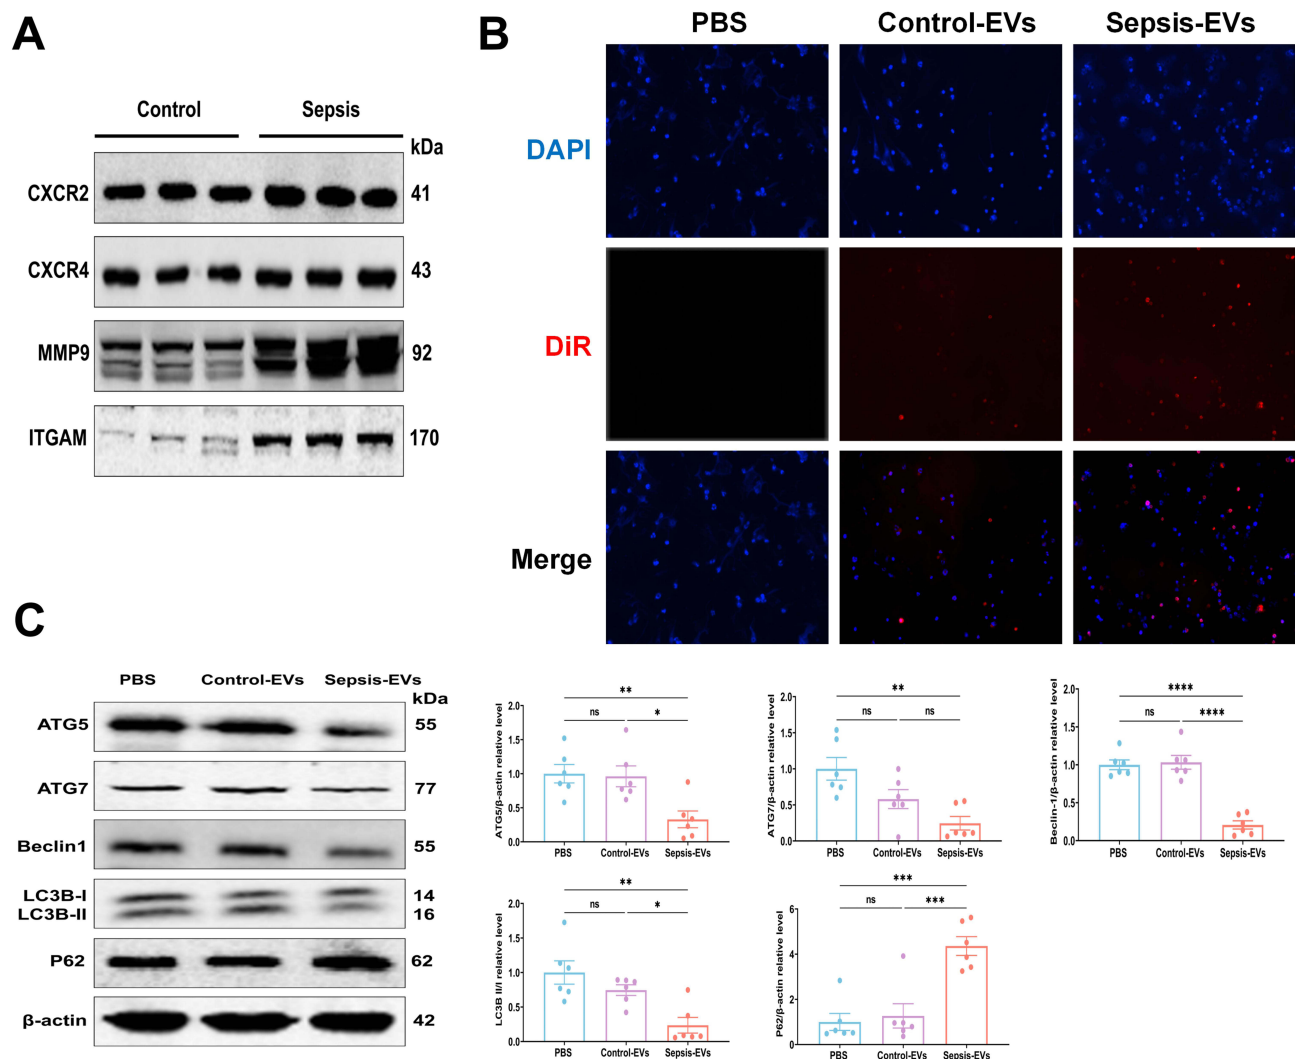 A
Control Sepsis
kDa
CXCR2 41
CXCR4 43
MMP9 92
ITGAM 170
B
PBS Control-EVs Sepsis-EVs
DAPI
DiR
Merge
C
PBS Control-EVs Sepsis-EVs
kDa
ATG5 55
ATG7 77
Beclin1 55
LC3B-I 14
LC3B-II 16
P62 62
β-actin 42
ATG5/β-actin relative level
2.0
1.5
1.0
0.5
0.0
**
ns *
PBS Control-EVs Sepsis-EVs
ATG7/β-actin relative level
2.0
1.5
1.0
0.5
0.0
**
ns ns
PBS Control-EVs Sepsis-EVs
Beclin-1/β-actin relative level
2.0
1.5
1.0
0.5
0.0
****
ns ****
PBS Control-EVs Sepsis-EVs
LC3B II/I relative level
2.0
1.5
1.0
0.5
0.0
**
ns *
PBS Control-EVs Sepsis-EVs
P62/β-actin relative level
6
4
2
0
***
ns ***
PBS Control-EVs Sepsis-EVs